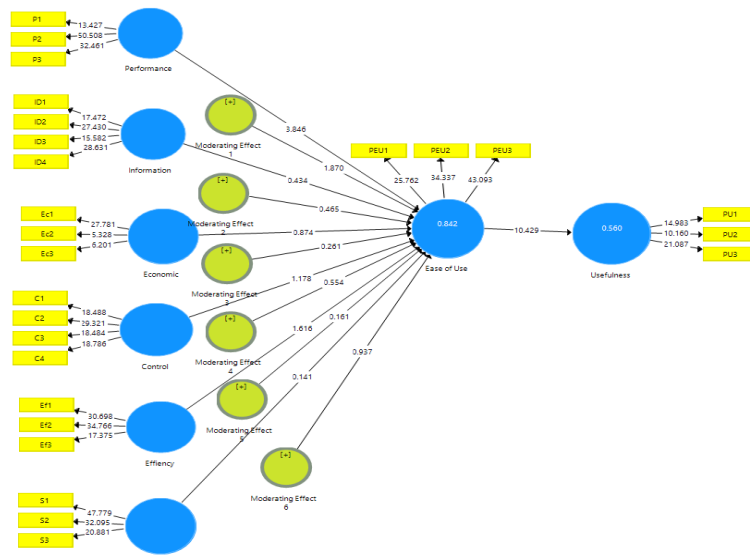 P1
P2
P3
13.427
50.508
32.461
Performance
ID1
ID2
ID3
ID4
17.472
27.430
15.582
28.631
Information
Ec1
Ec2
Ec3
27.781
5.328
6.201
Economic
C1
C2
C3
C4
18.488
29.321
18.484
18.786
Control
Ef1
Ef2
Ef3
30.698
34.766
17.375
Effiency
S1
S2
S3
47.779
32.095
20.881
[+]
Moderating Effect
1
[+]
Moderating Effect
2
[+]
Moderating Effect
3
[+]
Moderating Effect
4
[+]
Moderating Effect
5
[+]
Moderating Effect
6
3.846
1.870
0.434
0.465
0.874
0.261
1.178
0.554
1.616
0.161
0.141
0.937
PEU1
PEU2
PEU3
25.762
34.337
43.093
0.842
Ease of Use
10.429
0.560
Usefulness
14.983
10.160
21.087
PU1
PU2
PU3